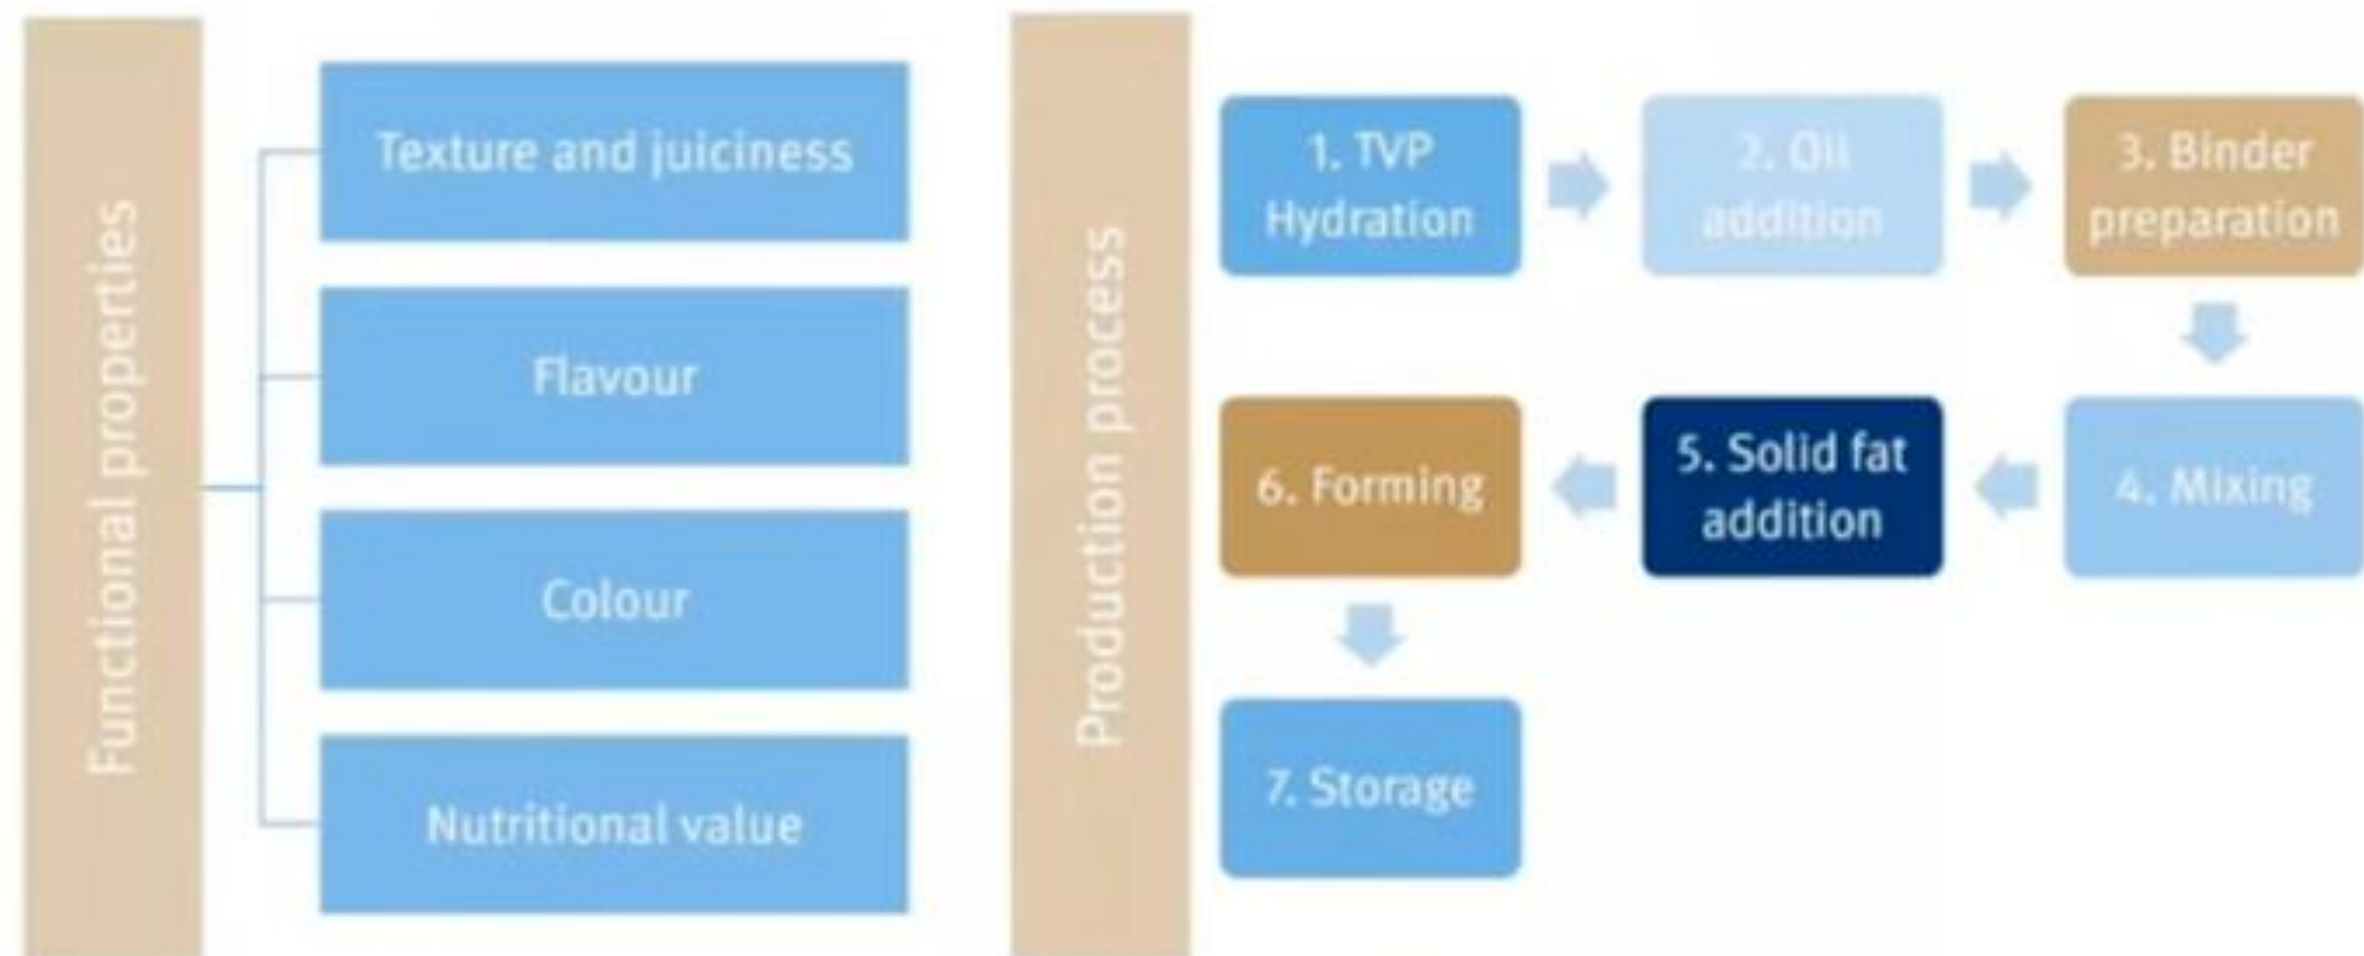 Functional properties
Texture and juiciness
Flavour
Colour
Nutritional value
Production process
1. TVP
Hydration
2. Oil
addition
3. Binder
preparation
4. Mixing
5. Solid fat
addition
6. Forming
7. Storage